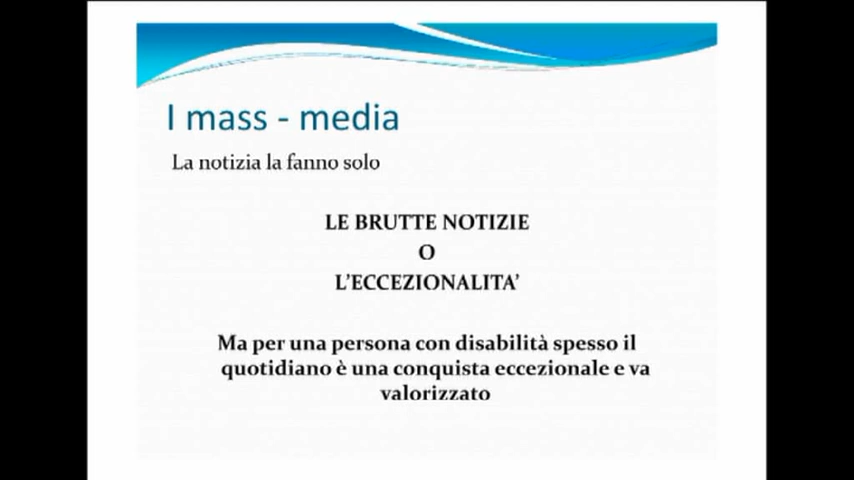 I mass - media
La notizia la fanno solo
LE BRUTTE NOTIZIE
O
L'ECCEZIONALITA'
Ma per una persona con disabilità spesso il
quotidiano è una conquista eccezionale e va
valorizzato